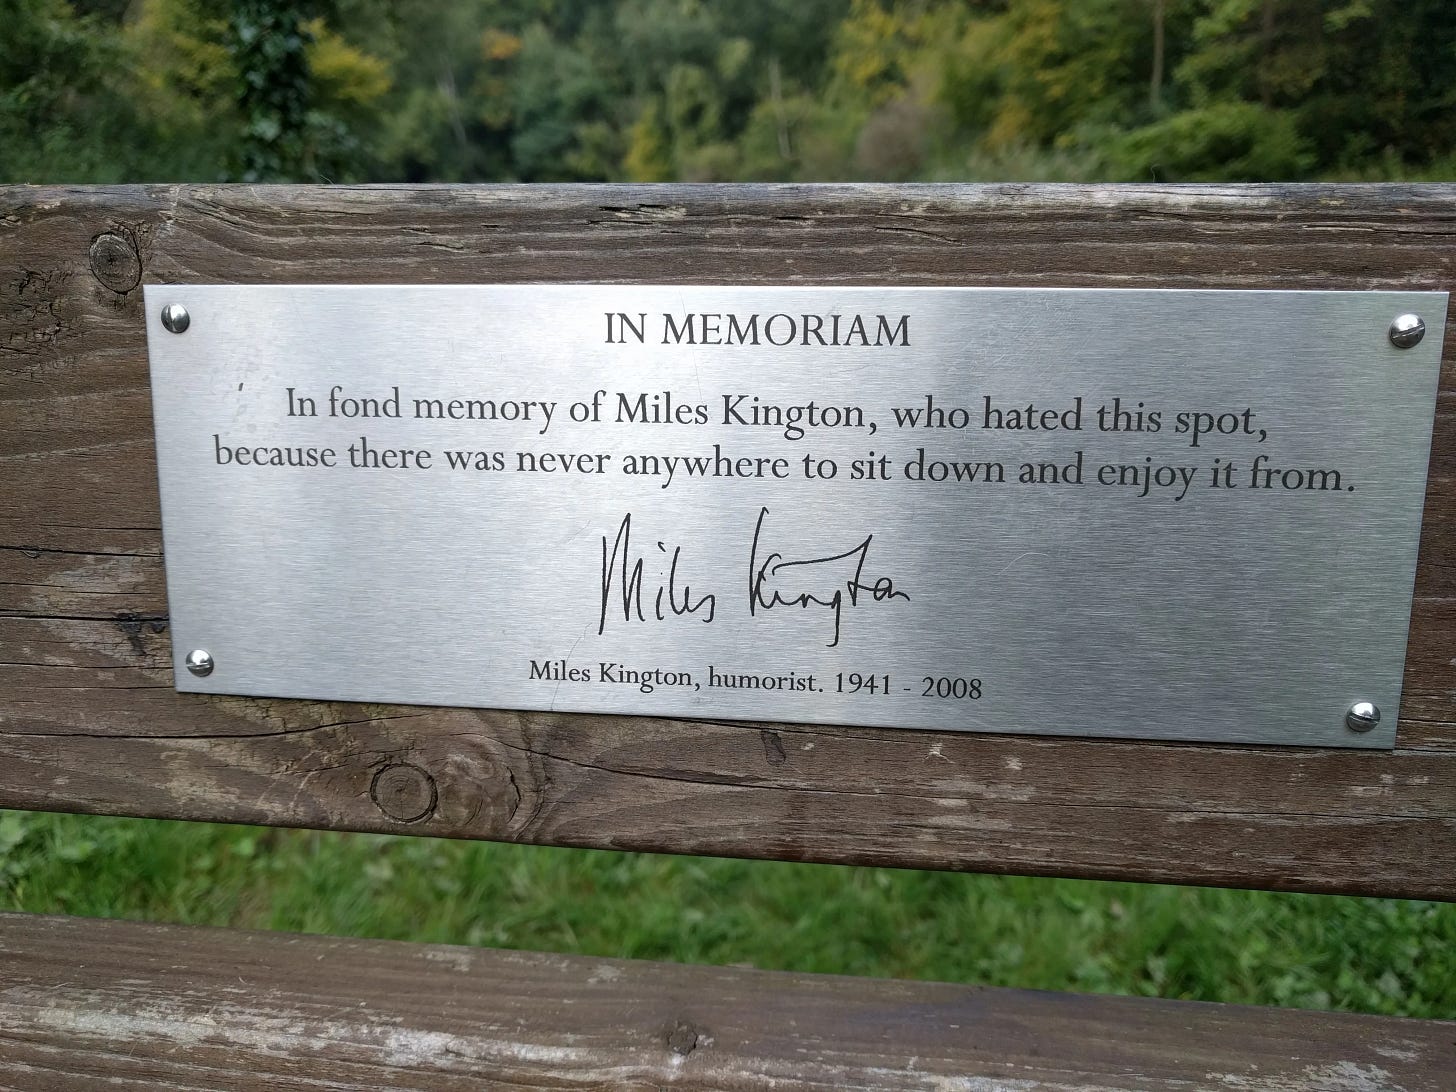 IN MEMORIAM
In fond memory of Miles Kington, who hated this spot,
because there was never anywhere to sit down and enjoy it from.
Miles Kington
Miles Kington, humorist. 1941 - 2008